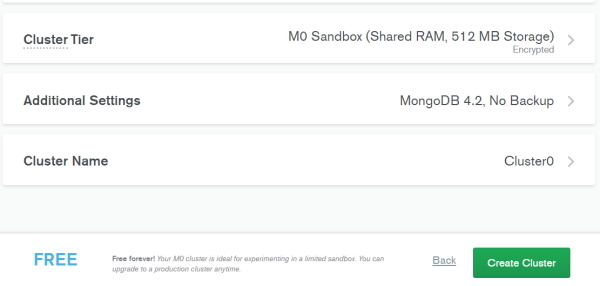 Cluster Tier
M0 Sandbox (Shared RAM, 512 MB Storage)
Encrypted
Additional Settings
MongoDB 4.2, No Backup
Cluster Name
Cluster0
FREE
Free forever! Your M0 cluster is ideal for experimenting in a limited sandbox. You can
upgrade to a production cluster anytime.
Back
Create Cluster